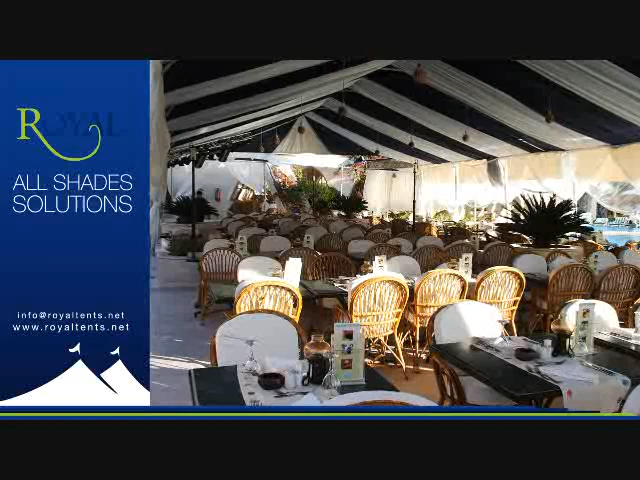 ROYAL
ALL SHADES
SOLUTIONS
info@royaltents.net
www.royaltents.net